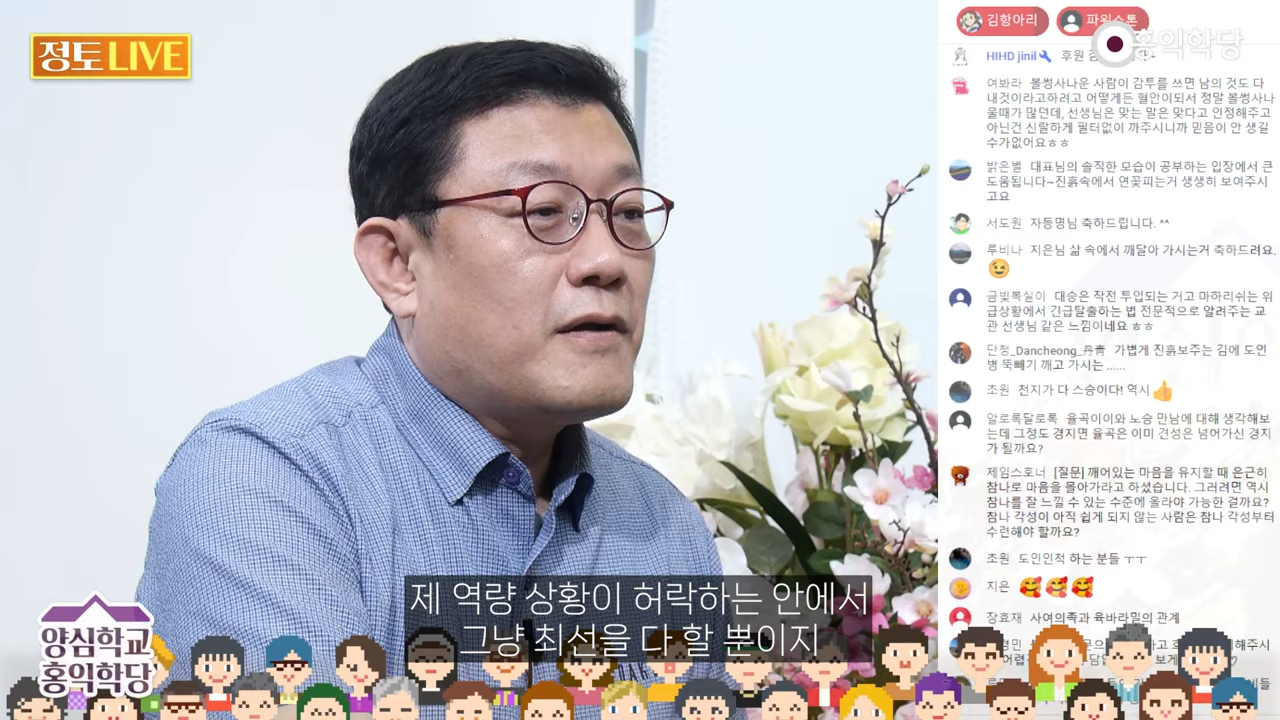 정토 LIVE
제 역량 상황이 허락하는 안에서
그냥 최선을 다 할 뿐이지
양심학교
홍익학당
김항아리
파워스톤
홍익학당
HIHD jinil 후원
여봐라 볼썽사나운 사람이 감투를 쓰면 남의 것도 다
내것이라고하려고 어떻게든 혈안이되서 정말 볼썽사나
울때가 많던데, 선생님은 맞는 말은 맞다고 인정해주고
아닌건 신랄하게 필터없이 까주시니까 믿음이 안 생길
수가없어요ㅎㅎ
밝은별 대표님의 솔직한 모습이 공부하는 입장에서 큰
도움됩니다~진흙속에서 연꽃피는거 생생히 보여주시
고요
서도원 자등명님 축하드립니다. ^^
루비나 지은님 삶 속에서 깨달아 가시는거 축하드려요.
금빛복실이 대승은 작전 투입되는 거고 마하리쉬는 위
급상황에서 긴급탈출하는 법 전문적으로 알려주는 교
관 선생님 같은 느낌이네요 ㅎㅎ
단청_Dancheong_丹靑 가볍게 진흙보주는 김에 도인
병 뚝빼기 깨고 가시는 ......
초원 천지가 다 스승이다! 역시
알로록달로록 율곡이이와 노승 만남에 대해 생각해보
는데 그정도 경지면 율곡은 이미 견성은 넘어가신 경지
가 될까요?
제임스호너 [질문] 깨어있는 마음을 유지할 때 은근히
참나로 마음을 몰아가라고 하셨습니다. 그러려면 역시
참나를 잘 느낄 수 있는 수준에 올라야 가능한 걸까요?
참나 각성이 아직 쉽게 되지 않는 사람은 참나 각성부터
수련해야 할까요?
초원 도인인척 하는 분들 ㅜㅜ
지은
장효재 사여의족과 육바라밀의 관계